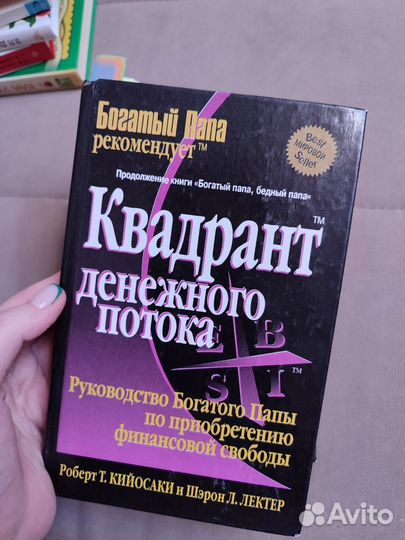 Богатый Папа
рекомендует™
Best
МИРОВОЙ
Seller
Продолжение книги «Богатый папа, бедный папа»
Квадрант™
денежного
потока
E B
S I™
Руководство Богатого Папы
по приобретению
финансовой свободы
Роберт Т. КИЙОСАКИ и Шэрон Л. ЛЕКТЕР
Avito